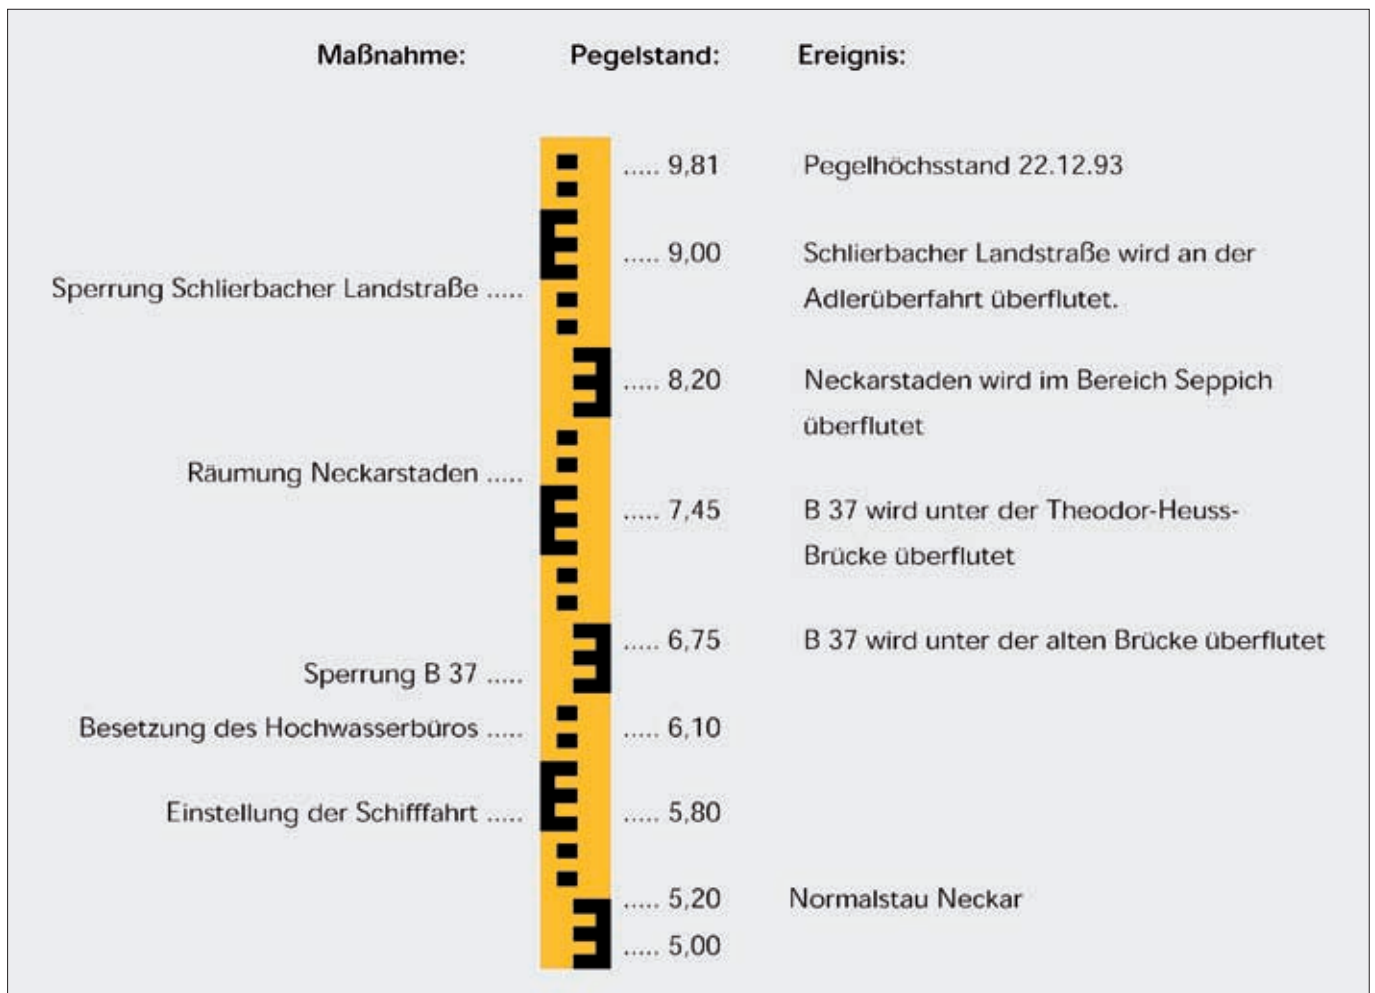 Maßnahme: Pegelstand: Ereignis:
..... 9,81 Pegelhöchsstand 22.12.93
..... 9,00 Schlierbacher Landstraße wird an der
Sperrung Schlierbacher Landstraße ..... Adlerüberfahrt überflutet.
..... 8,20 Neckarstaden wird im Bereich Seppich
überflutet
Räumung Neckarstaden .....
..... 7,45 B 37 wird unter der Theodor-Heuss-
Brücke überflutet
..... 6,75 B 37 wird unter der alten Brücke überflutet
Sperrung B 37 .....
Besetzung des Hochwasserbüros ..... ..... 6,10
Einstellung der Schifffahrt ..... ..... 5,80
..... 5,20 Normalstau Neckar
..... 5,00